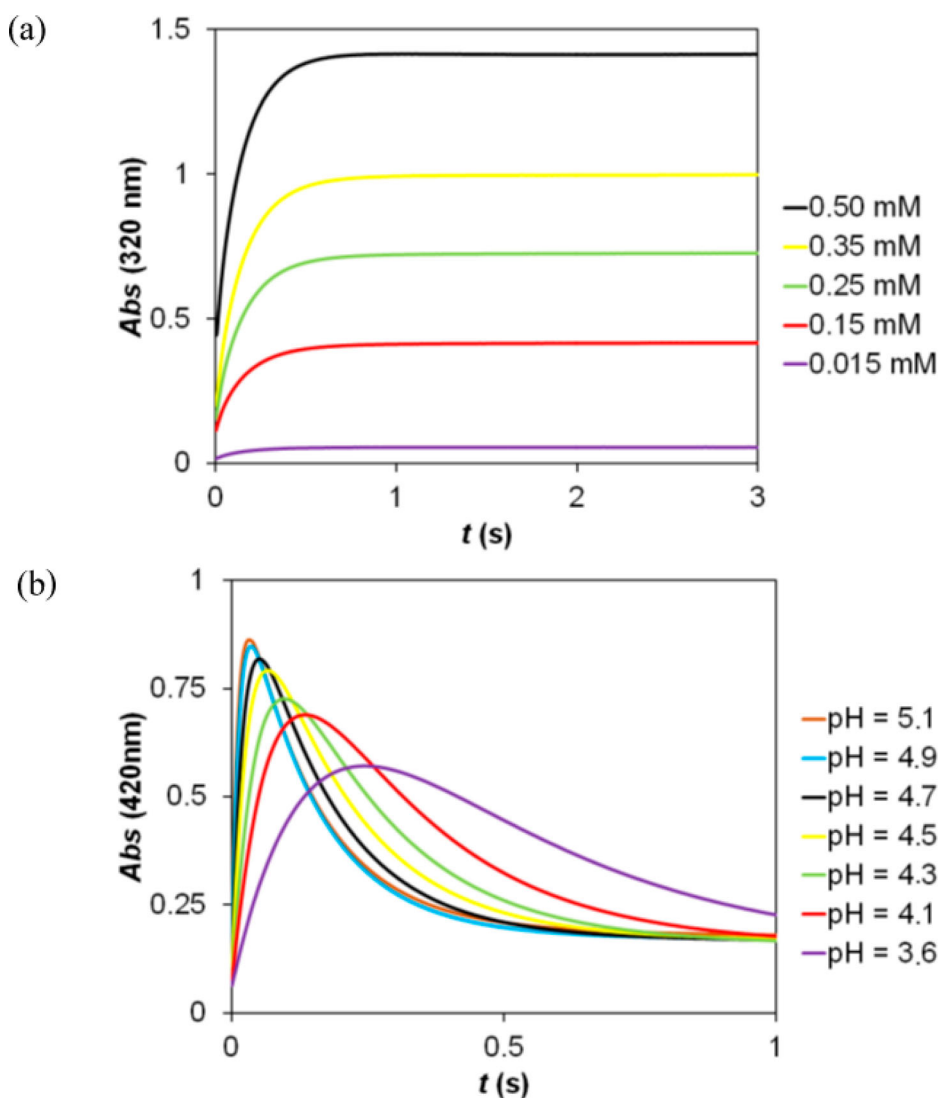 (a)
1.5
1
0.5
0
Abs (320 nm)
0 1 2 3
t (s)
0.50 mM
0.35 mM
0.25 mM
0.15 mM
0.015 mM
(b)
1
0.75
0.5
0.25
0
Abs (420nm)
0 0.5 1
t (s)
pH = 5.1
pH = 4.9
pH = 4.7
pH = 4.5
pH = 4.3
pH = 4.1
pH = 3.6